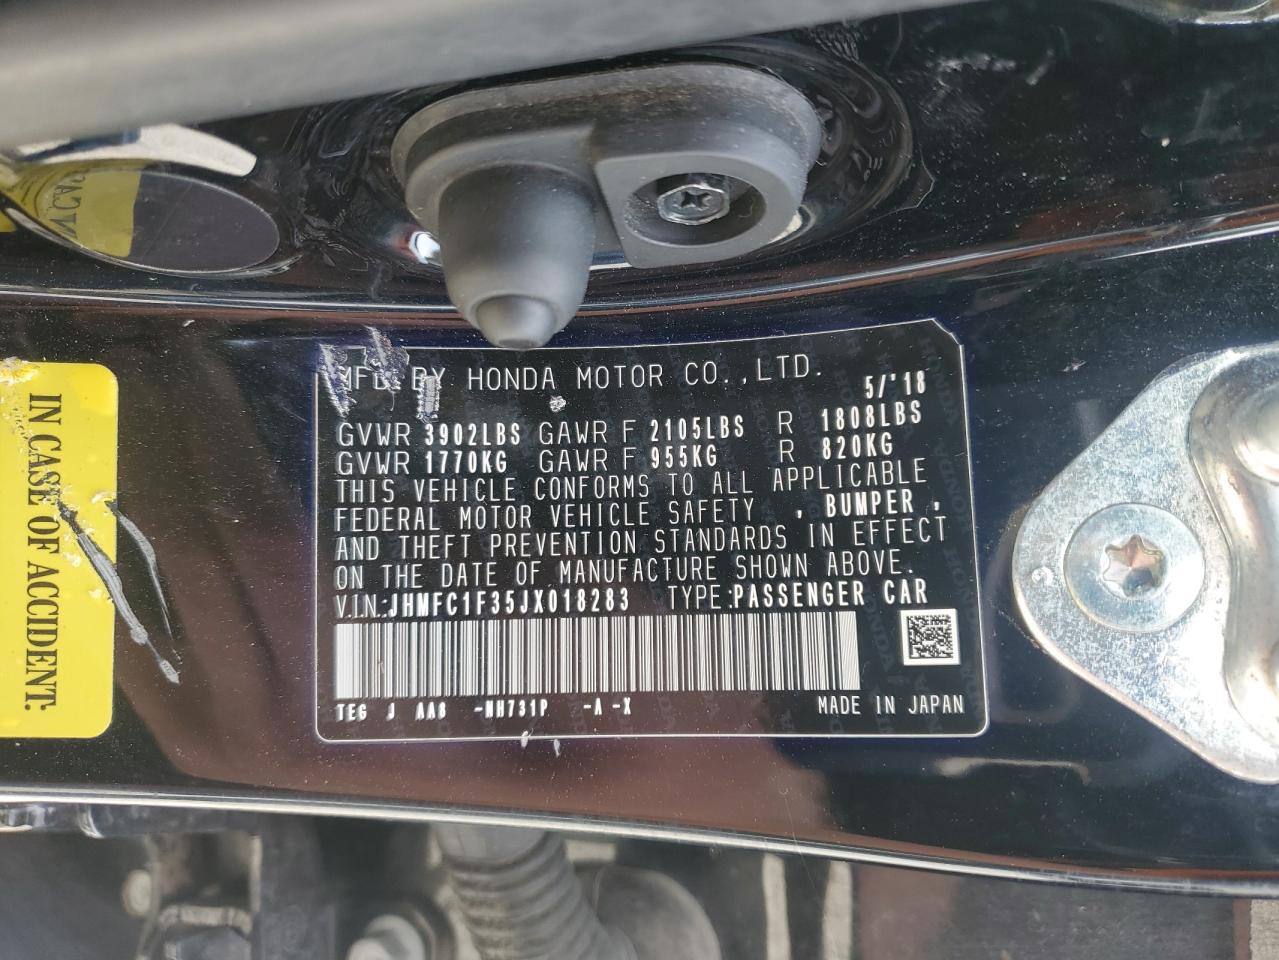 MFD. BY HONDA MOTOR CO.,LTD. 5/'18
GVWR 3902LBS GAWR F 2105LBS R 1808LBS
GVWR 1770KG GAWR F 955KG R 820KG
THIS VEHICLE CONFORMS TO ALL APPLICABLE
FEDERAL MOTOR VEHICLE SAFETY , BUMPER ,
AND THEFT PREVENTION STANDARDS IN EFFECT
ON THE DATE OF MANUFACTURE SHOWN ABOVE.
V.I.N.:JHMFC1F35JX018283 TYPE:PASSENGER CAR
TEG J AA8 -NH731P -A -X MADE IN JAPAN
IN CASE OF ACCIDENT.